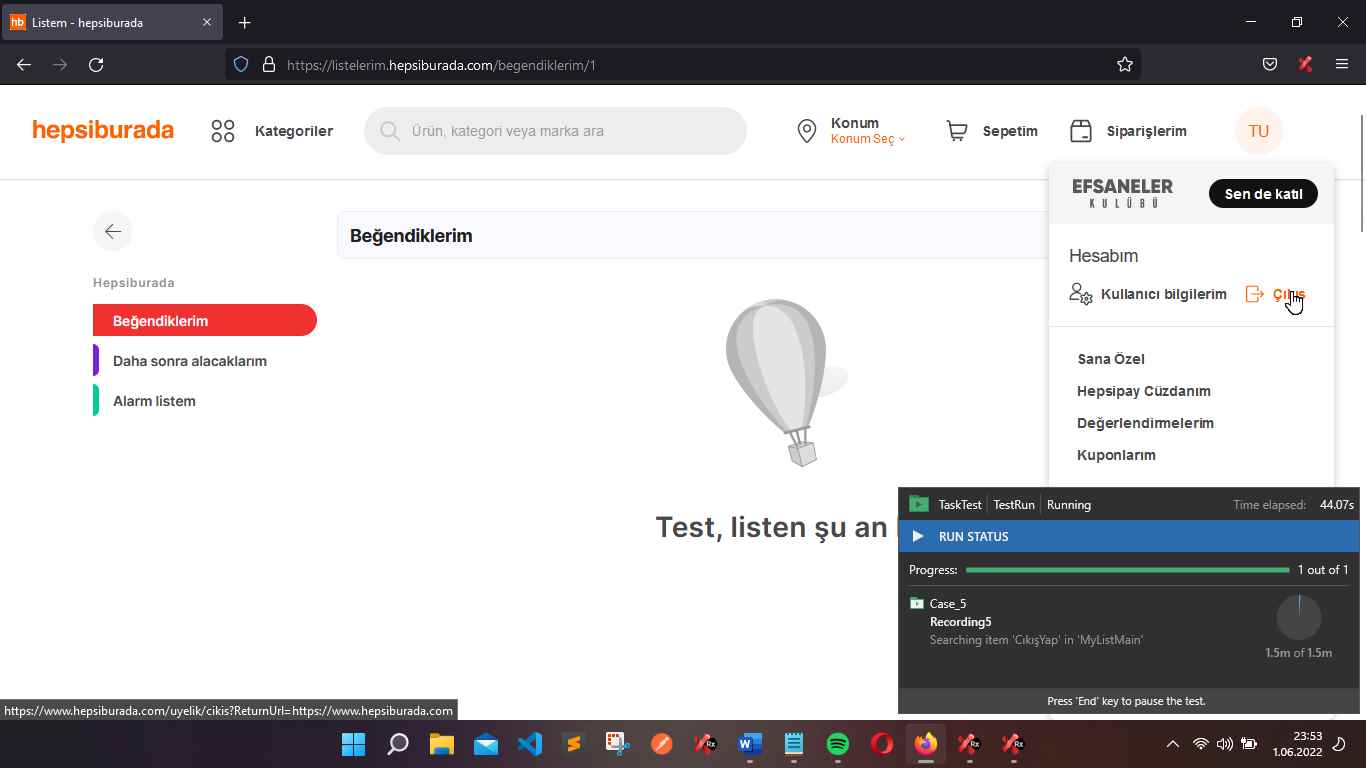 hb Listem - hepsiburada
https://listelerim.hepsiburada.com/begendiklerim/1
hepsiburada
Kategoriler
Ürün, kategori veya marka ara
Konum
Konum Seç
Sepetim
Siparişlerim
TU
EFSANELER
KULÜBÜ
Sen de katıl
Hesabım
Kullanıcı bilgilerim
Sana Özel
Hepsipay Cüzdanım
Değerlendirmelerim
Kuponlarım
Beğendiklerim
Hepsiburada
Beğendiklerim
Daha sonra alacaklarım
Alarm listem
Test, listen şu an
TaskTest TestRun Running Time elapsed: 44.07s
RUN STATUS
Progress: 1 out of 1
Case_5
Recording5
Searching item 'CıkışYap' in 'MyListMain'
1.5m of 1.5m
Press 'End' key to pause the test.
https://www.hepsiburada.com/uyelik/cikis?ReturnUrl=https://www.hepsiburada.com
Rx
Rx
Rx
23:53
1.06.2022